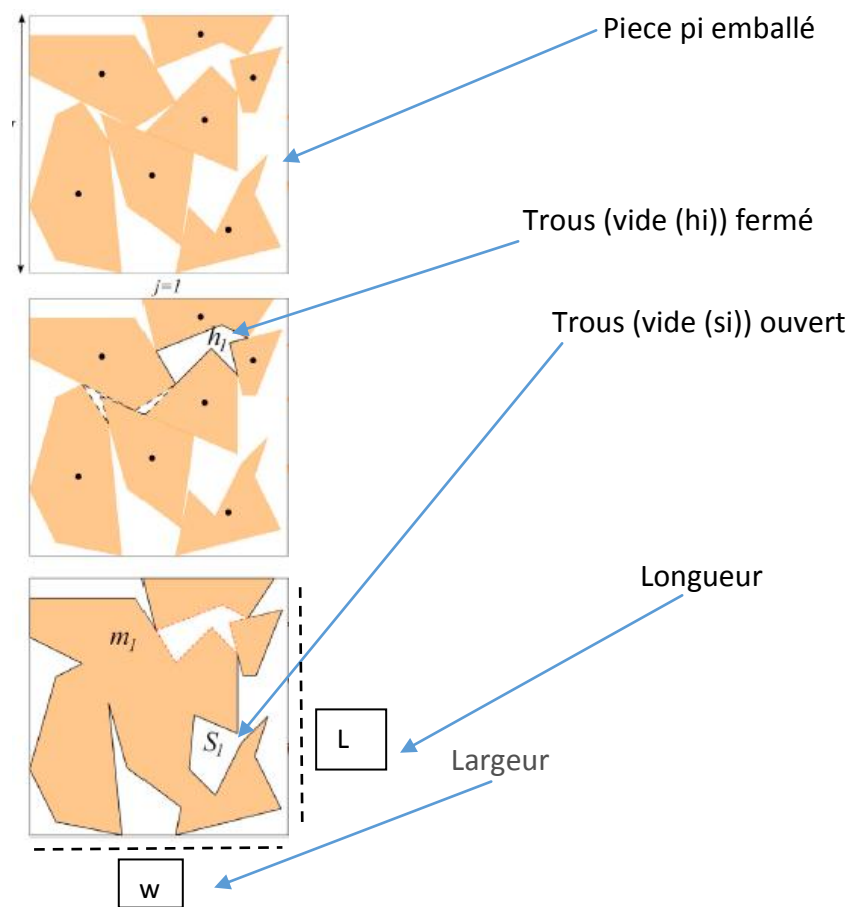 Piece pi emballé
Trous (vide (hi)) fermé
j=1
h1
Trous (vide (si)) ouvert
Longueur
m1
S1
L
Largeur
w